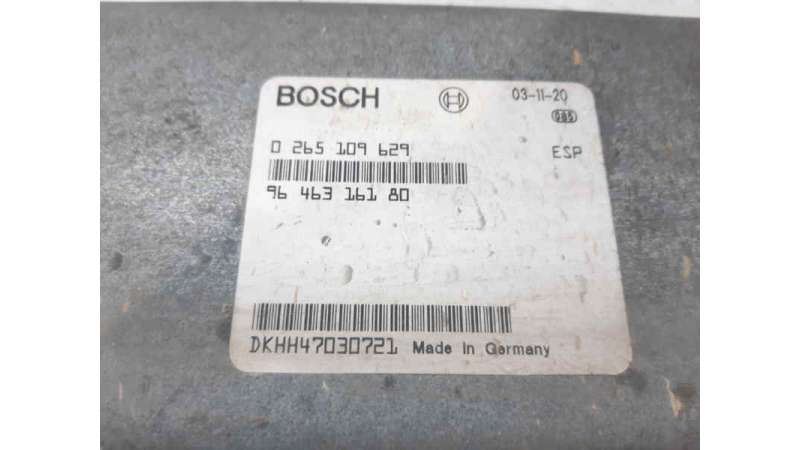 BOSCH 03-11-20
0 265 109 629 ESP
96 463 161 80
DKHH47030721 Made in Germany